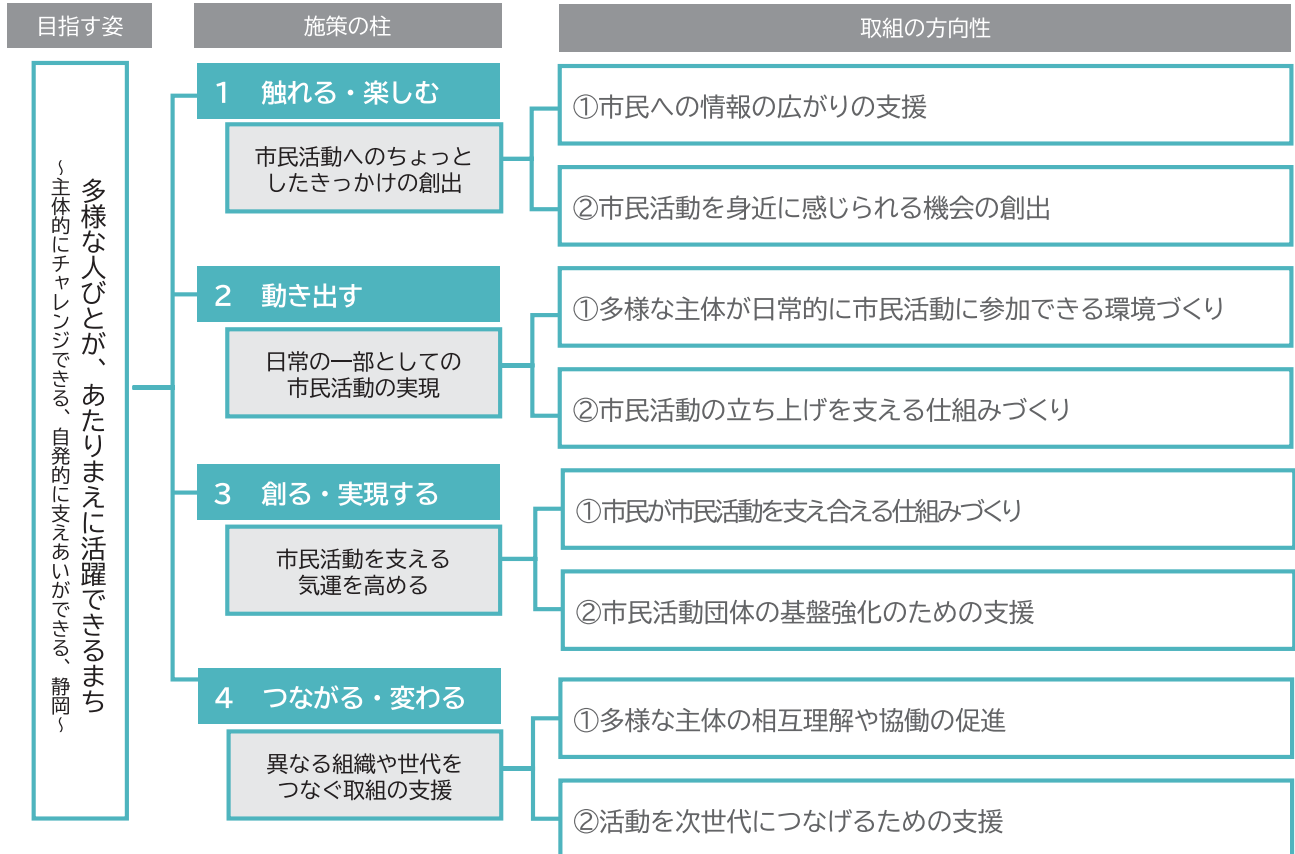 目指す姿
施策の柱
取組の方向性
多様な人びとが、あたりまえに活躍できるまち
～主体的にチャレンジできる、自発的に支えあいができる、静岡～
1 触れる・楽しむ
市民活動へのちょっと
したきっかけの創出
①市民への情報の広がりの支援
②市民活動を身近に感じられる機会の創出
2 動き出す
日常の一部としての
市民活動の実現
①多様な主体が日常的に市民活動に参加できる環境づくり
②市民活動の立ち上げを支える仕組みづくり
3 創る・実現する
市民活動を支える
気運を高める
①市民が市民活動を支え合える仕組みづくり
②市民活動団体の基盤強化のための支援
4 つながる・変わる
異なる組織や世代を
つなぐ取組の支援
①多様な主体の相互理解や協働の促進
②活動を次世代につなげるための支援